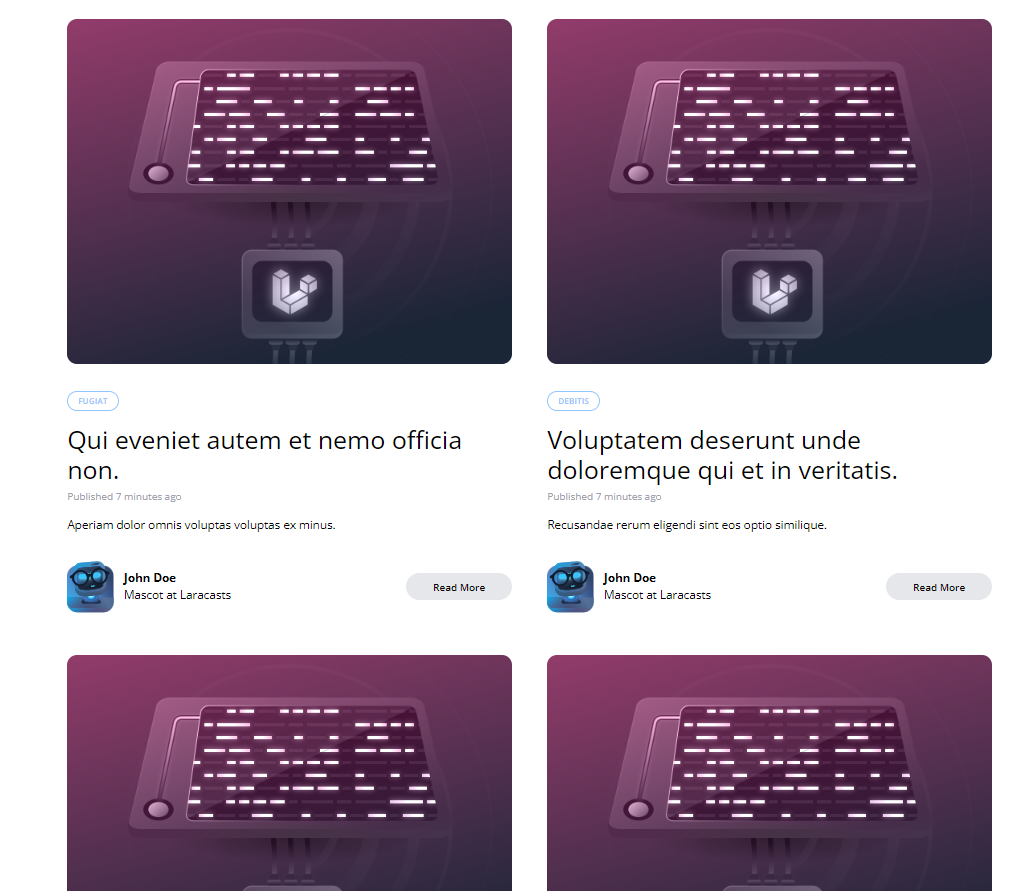 FUGIAT
Qui eveniet autem et nemo officia
non.
Published 7 minutes ago
Aperiam dolor omnis voluptas voluptas ex minus.
John Doe
Mascot at Laracasts
Read More
DEBITIS
Voluptatem deserunt unde
doloremque qui et in veritatis.
Published 7 minutes ago
Recusandae rerum eligendi sint eos optio similique.
John Doe
Mascot at Laracasts
Read More